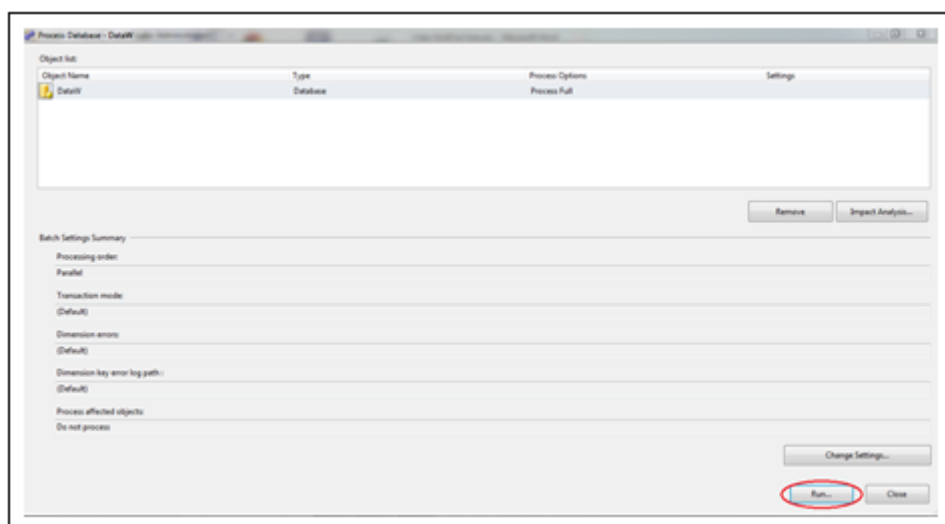 Process Database - DataW
Object list:
Object Name Type Process Options Settings
DataW Database Process Full
Remove Impact Analysis...
Batch Settings Summary
Processing order:
Parallel
Transaction mode:
(Default)
Dimension errors:
(Default)
Dimension key error log path :
(Default)
Process affected objects:
Do not process
Change Settings...
Run... Close